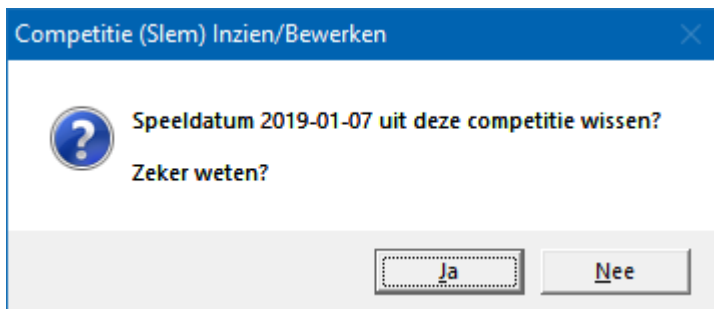 Competitie (Slem) Inzien/Bewerken
Speeldatum 2019-01-07 uit deze competitie wissen?
Zeker weten?
Ja
Nee